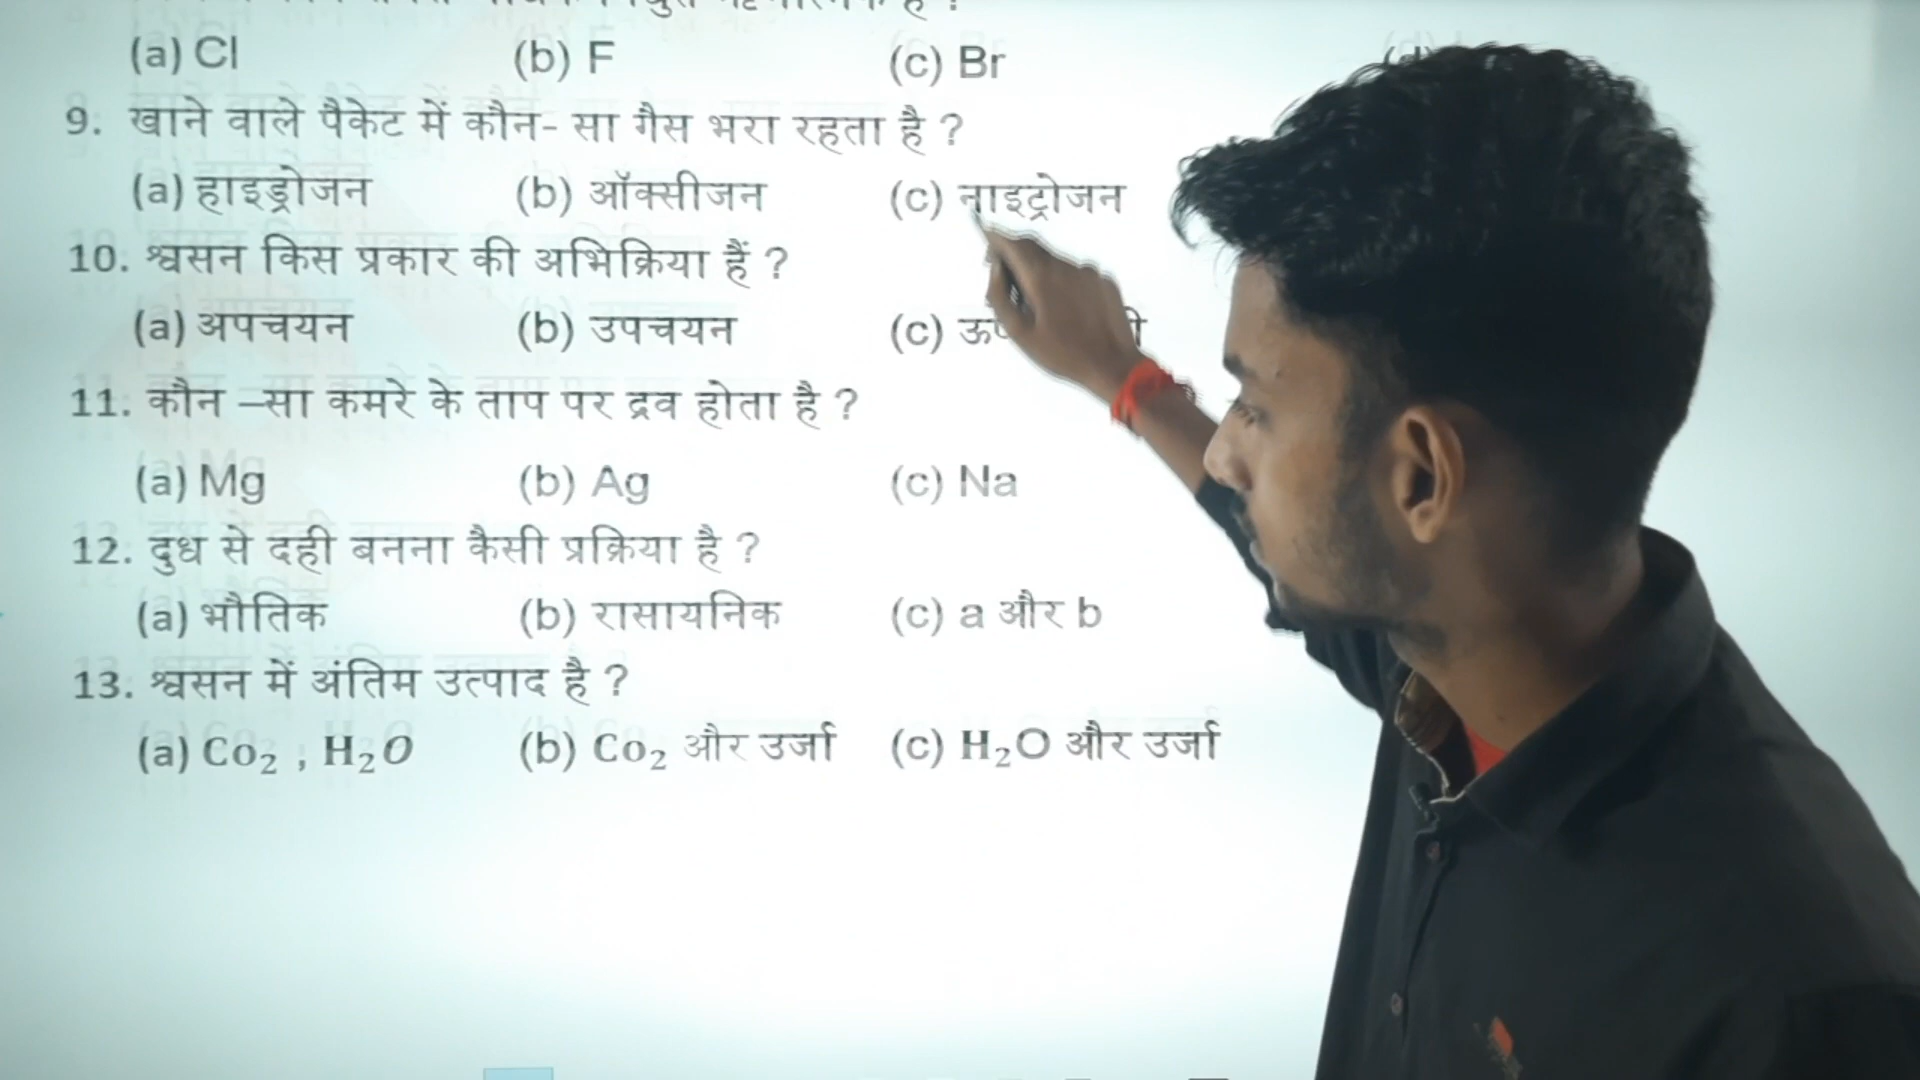 (a) Cl (b) F (c) Br
9. खाने वाले पैकेट में कौन- सा गैस भरा रहता है ?
(a) हाइड्रोजन (b) ऑक्सीजन (c) नाइट्रोजन
10. श्वसन किस प्रकार की अभिक्रिया हैं ?
(a) अपचयन (b) उपचयन (c)
11. कौन –सा कमरे के ताप पर द्रव होता है ?
(a) Mg (b) Ag (c) Na
12. दुध से दही बनना कैसी प्रक्रिया है ?
(a) भौतिक (b) रासायनिक (c) a और b
13. श्वसन में अंतिम उत्पाद है ?
(a) Co₂ , H₂O (b) Co₂ और उर्जा (c) H₂O और उर्जा